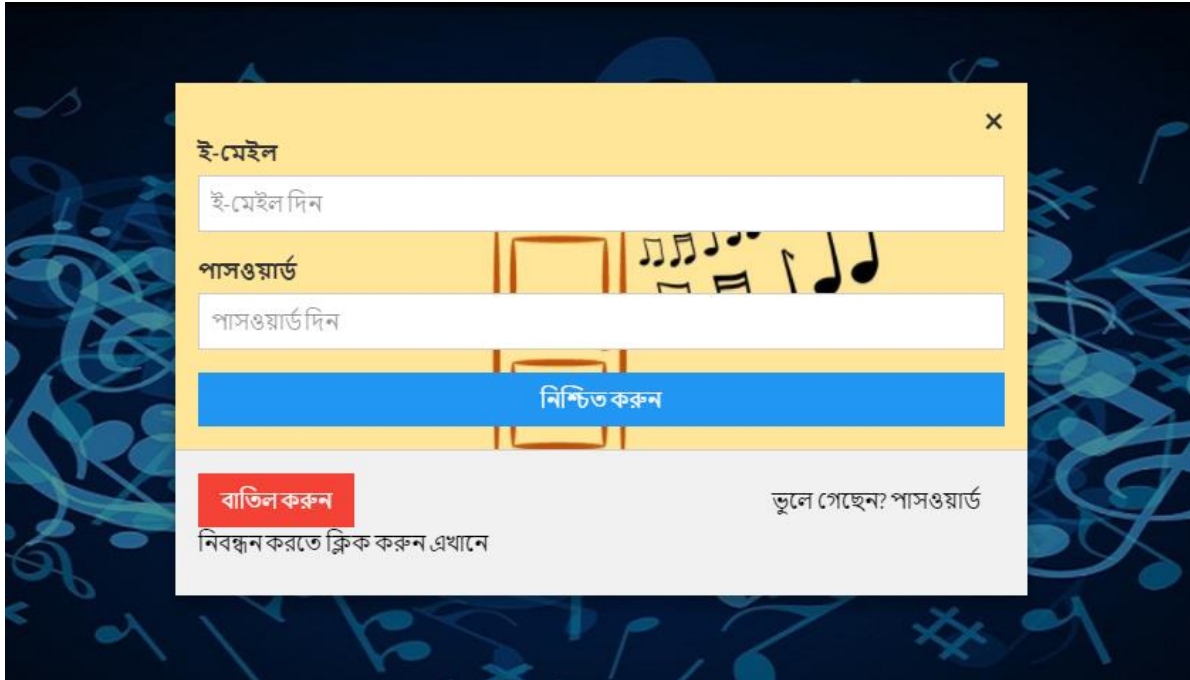 ×
ই-মেইল
ই-মেইল দিন
পাসওয়ার্ড
পাসওয়ার্ড দিন
নিশ্চিত করুন
বাতিল করুন
ভুলে গেছেন? পাসওয়ার্ড
নিবন্ধন করতে ক্লিক করুন এখানে